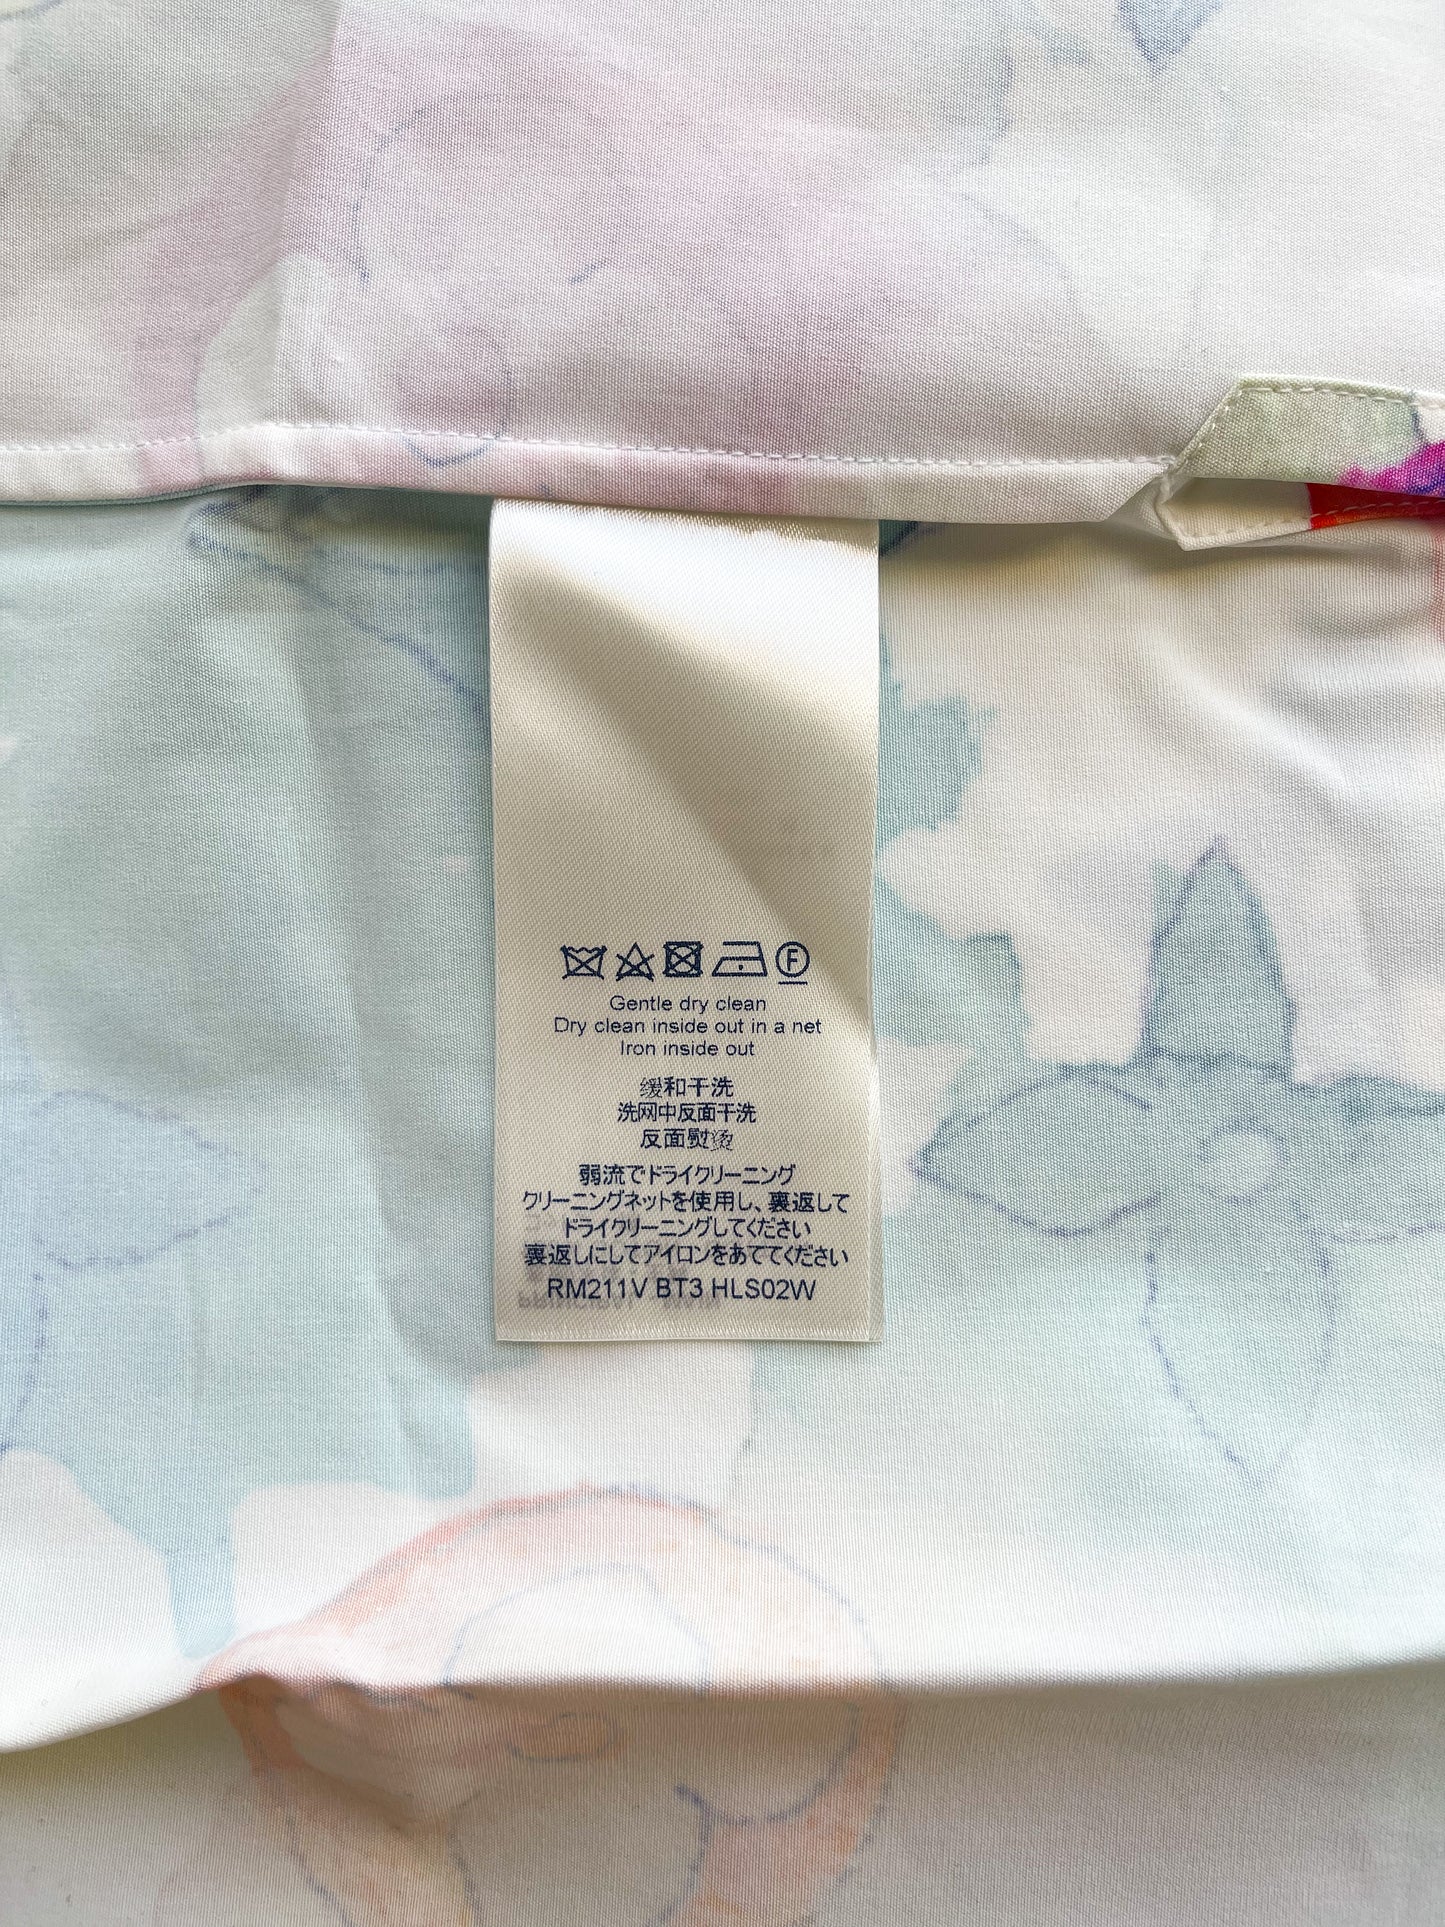 F
Gentle dry clean
Dry clean inside out in a net
Iron inside out
缓和干洗
洗网中反面干洗
反面熨烫
弱流でドライクリーニング
クリーニングネットを使用し、裏返して
ドライクリーニングしてください
裏返しにしてアイロンをあててください
RM211V BT3 HLS02W